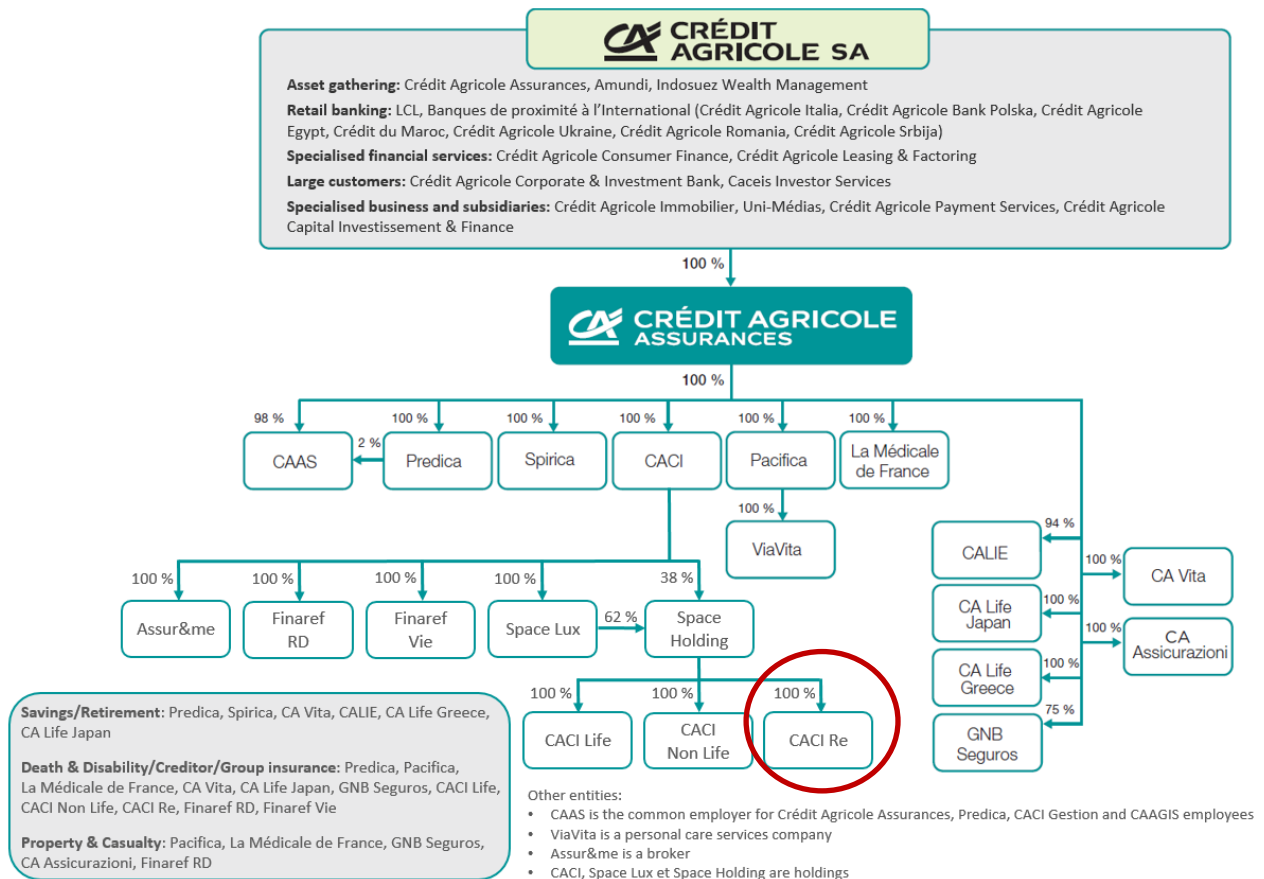 CRÉDIT
AGRICOLE SA
Asset gathering: Crédit Agricole Assurances, Amundi, Indosuez Wealth Management
Retail banking: LCL, Banques de proximité à l'International (Crédit Agricole Italia, Crédit Agricole Bank Polska, Crédit Agricole
Egypt, Crédit du Maroc, Crédit Agricole Ukraine, Crédit Agricole Romania, Crédit Agricole Srbija)
Specialised financial services: Crédit Agricole Consumer Finance, Crédit Agricole Leasing & Factoring
Large customers: Crédit Agricole Corporate & Investment Bank, Caceis Investor Services
Specialised business and subsidiaries: Crédit Agricole Immobilier, Uni-Médias, Crédit Agricole Payment Services, Crédit Agricole
Capital Investissement & Finance
100 %
CRÉDIT AGRICOLE
ASSURANCES
100 %
98 %
100 %
100 %
100 %
100 %
100 %
CAAS
2 %
Predica
Spirica
CACI
Pacifica
La Médicale
de France
100 %
ViaVita
94 %
CALIE
100 %
CA Vita
100 %
CA Life
Japan
100 %
CA
Assicurazioni
100 %
CA Life
Greece
75 %
GNB
Seguros
100 %
100 %
100 %
100 %
38 %
Assur&me
Finaref
RD
Finaref
Vie
Space Lux
62 %
Space
Holding
100 %
100 %
100 %
CACI Life
CACI
Non Life
CACI Re
Savings/Retirement: Predica, Spirica, CA Vita, CALIE, CA Life Greece,
CA Life Japan
Death & Disability/Creditor/Group insurance: Predica, Pacifica,
La Médicale de France, CA Vita, CA Life Japan, GNB Seguros, CACI Life,
CACI Non Life, CACI Re, Finaref RD, Finaref Vie
Property & Casualty: Pacifica, La Médicale de France, GNB Seguros,
CA Assicurazioni, Finaref RD
Other entities:
• CAAS is the common employer for Crédit Agricole Assurances, Predica, CACI Gestion and CAAGIS employees
• ViaVita is a personal care services company
• Assur&me is a broker
• CACI, Space Lux et Space Holding are holdings